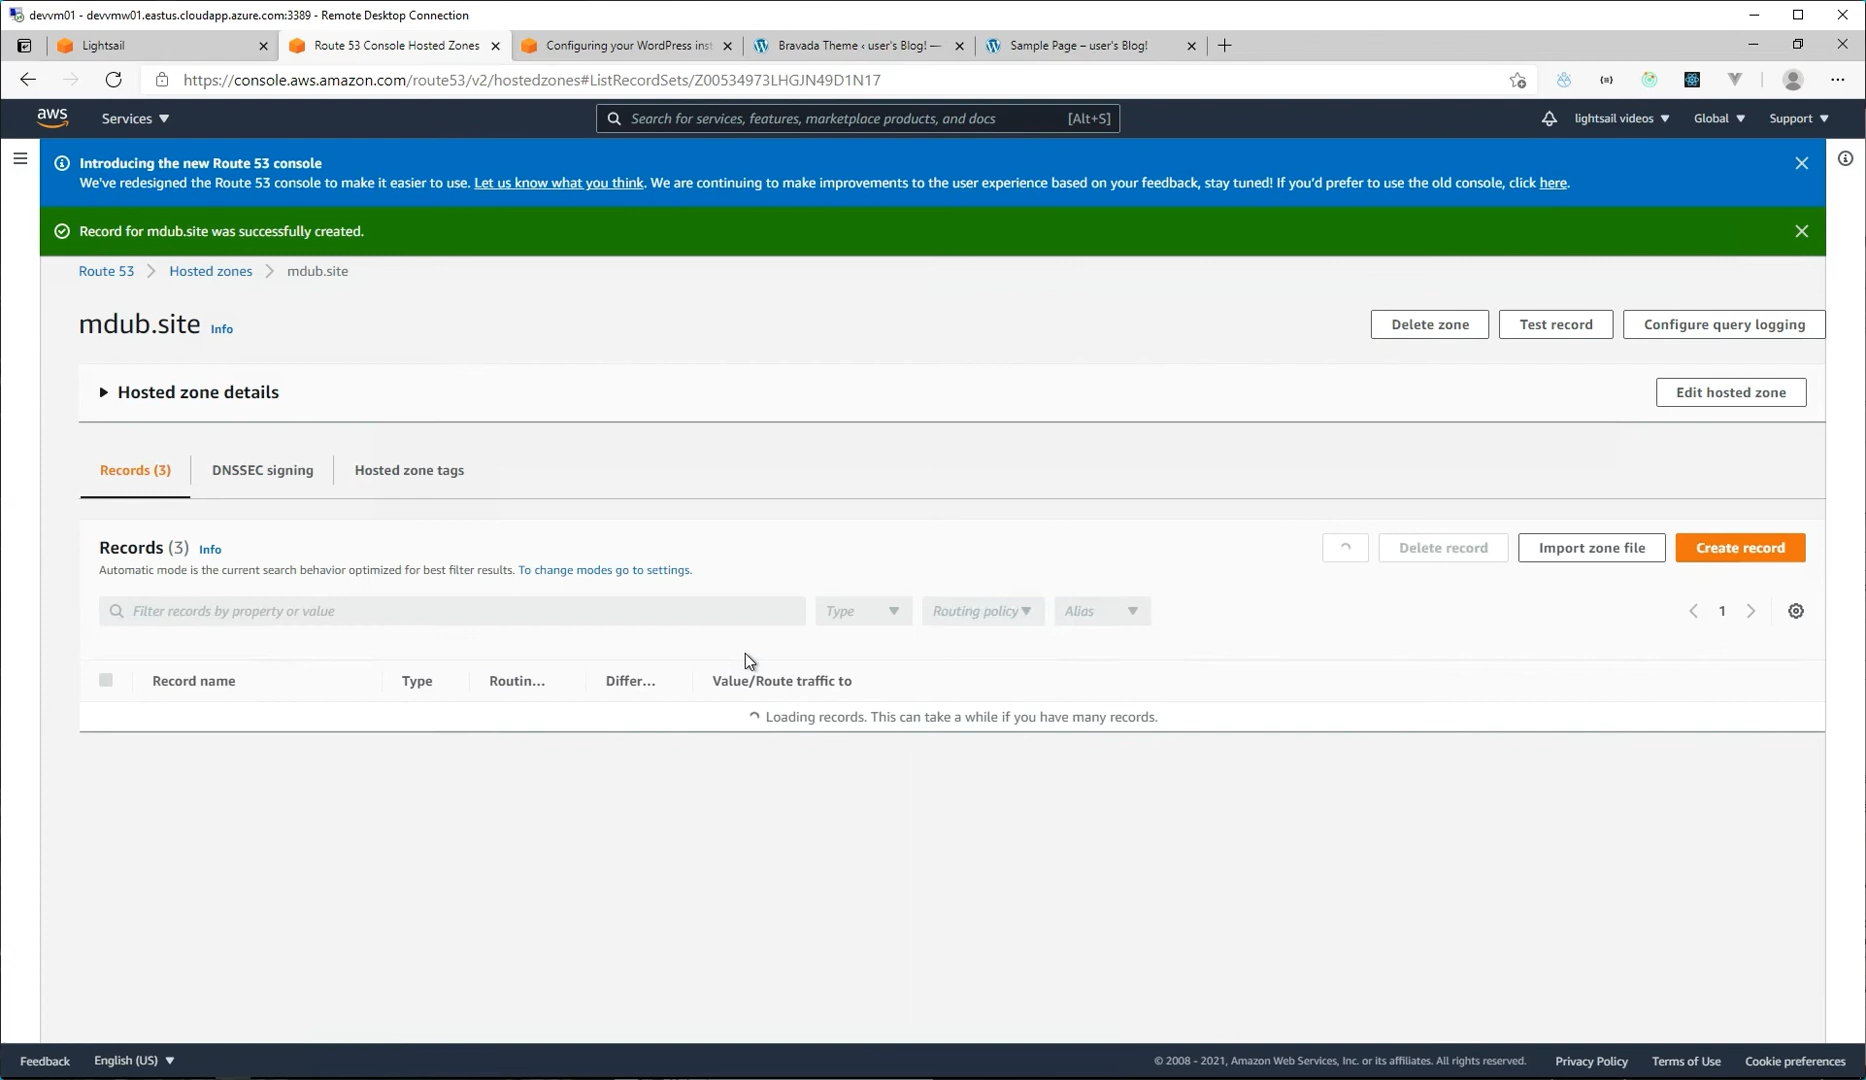 devvm01 - devvmw01.eastus.cloudapp.azure.com:3389 - Remote Desktop Connection
Lightsail
Route 53 Console Hosted Zones
Configuring your WordPress inst
Bravada Theme ‹ user's Blog! —
Sample Page – user's Blog!
https://console.aws.amazon.com/route53/v2/hostedzones#ListRecordSets/Z00534973LHGJN49D1N17
aws
Services
Search for services, features, marketplace products, and docs
[Alt+S]
lightsail videos
Global
Support
Introducing the new Route 53 console
We've redesigned the Route 53 console to make it easier to use. Let us know what you think. We are continuing to make improvements to the user experience based on your feedback, stay tuned! If you'd prefer to use the old console, click here.
Record for mdub.site was successfully created.
Route 53
Hosted zones
mdub.site
mdub.site Info
Delete zone
Test record
Configure query logging
Hosted zone details
Edit hosted zone
Records (3)
DNSSEC signing
Hosted zone tags
Records (3) Info
Delete record
Import zone file
Create record
Automatic mode is the current search behavior optimized for best filter results. To change modes go to settings.
Filter records by property or value
Type
Routing policy
Alias
1
Record name
Type
Routin...
Differ...
Value/Route traffic to
Loading records. This can take a while if you have many records.
Feedback
English (US)
© 2008 - 2021, Amazon Web Services, Inc. or its affiliates. All rights reserved.
Privacy Policy
Terms of Use
Cookie preferences